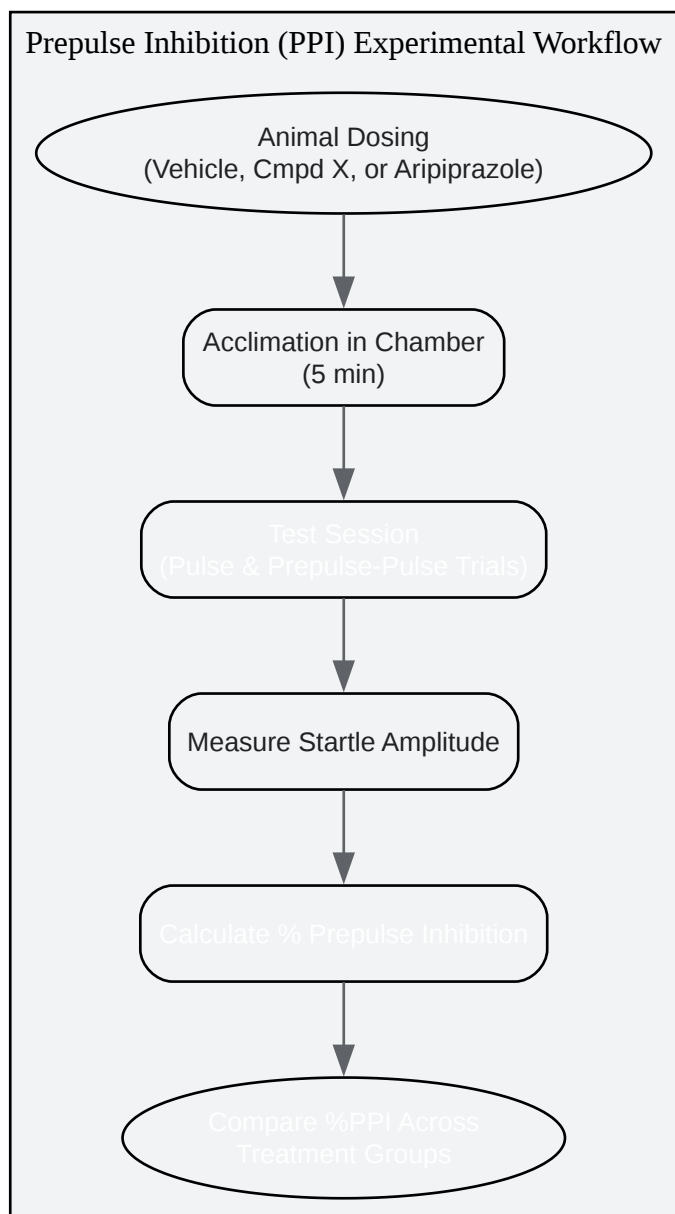 Prepulse Inhibition (PPI) Experimental Workflow
Animal Dosing
(Vehicle, Cmpd X, or Aripiprazole)
Acclimation in Chamber
(5 min)
Test Session
(Pulse & Prepulse-Pulse Trials)
Measure Startle Amplitude
Calculate % Prepulse Inhibition
Compare %PPI Across
Treatment Groups